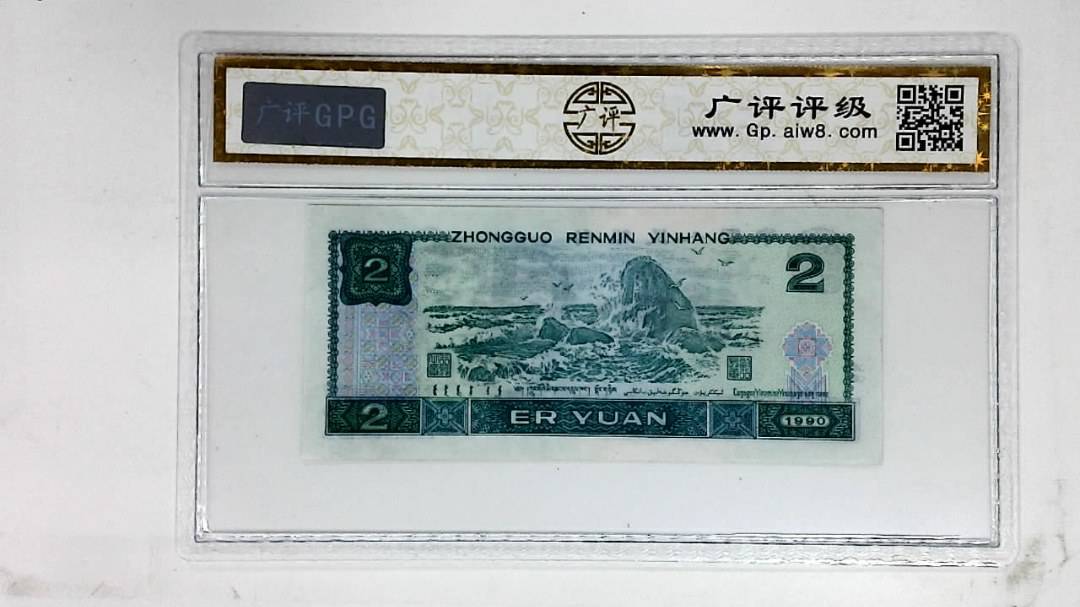 广评GPG
广评
广评评级
www.Gp.aiw8.com
ZHONGGUO RENMIN YINHANG
2
2
2
ER YUAN
1990